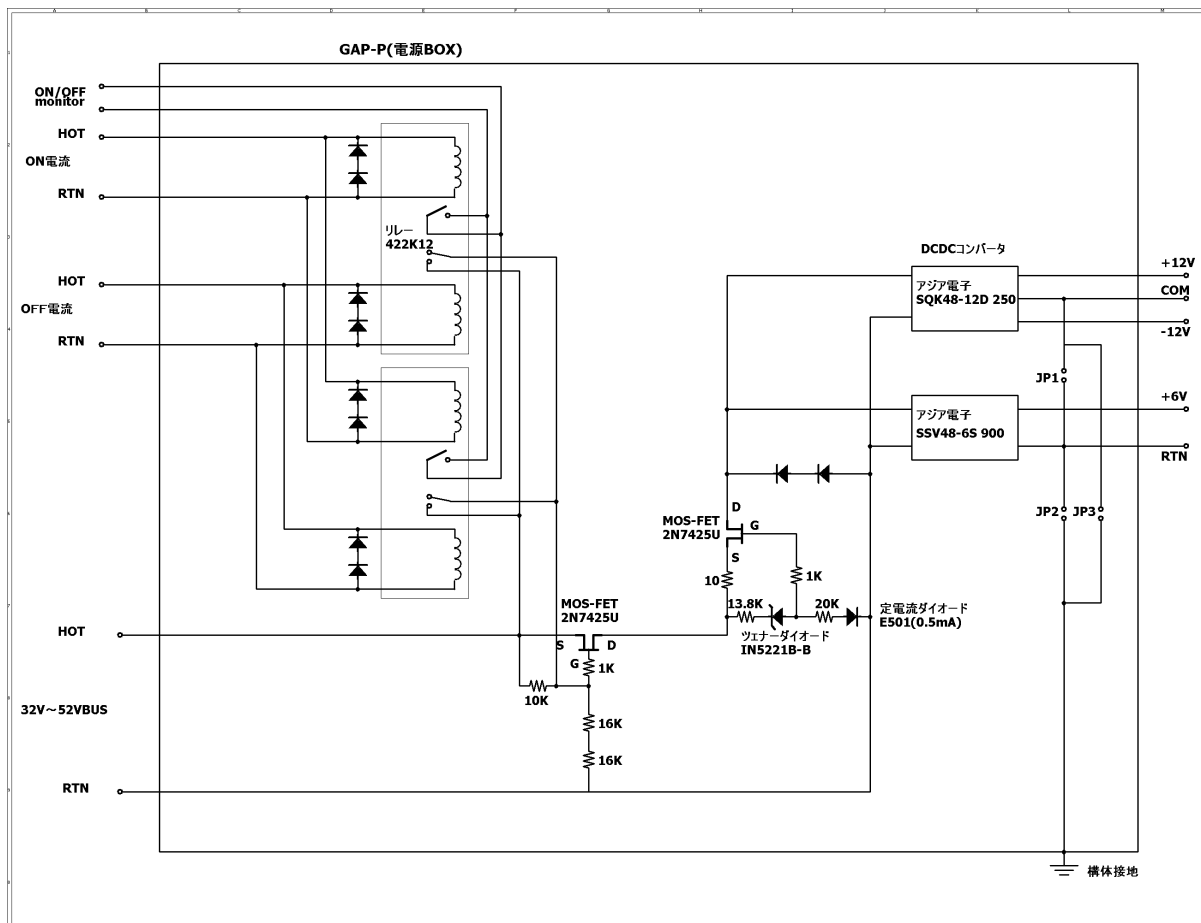 GAP-P(電源BOX)
ON/OFF
monitor
HOT
ON電流
RTN
リレー
422K12
HOT
OFF電流
RTN
DCDCコンバータ
アジア電子
SQK48-12D 250
+12V
COM
-12V
JP1
アジア電子
SSV48-6S 900
+6V
RTN
D
MOS-FET
2N7425U
G
S
JP2
JP3
10
1K
13.8K
20K
定電流ダイオード
E501(0.5mA)
ツェナーダイオード
IN5221B-B
MOS-FET
2N7425U
HOT
S
D
G
1K
10K
32V～52VBUS
16K
16K
RTN
構体接地